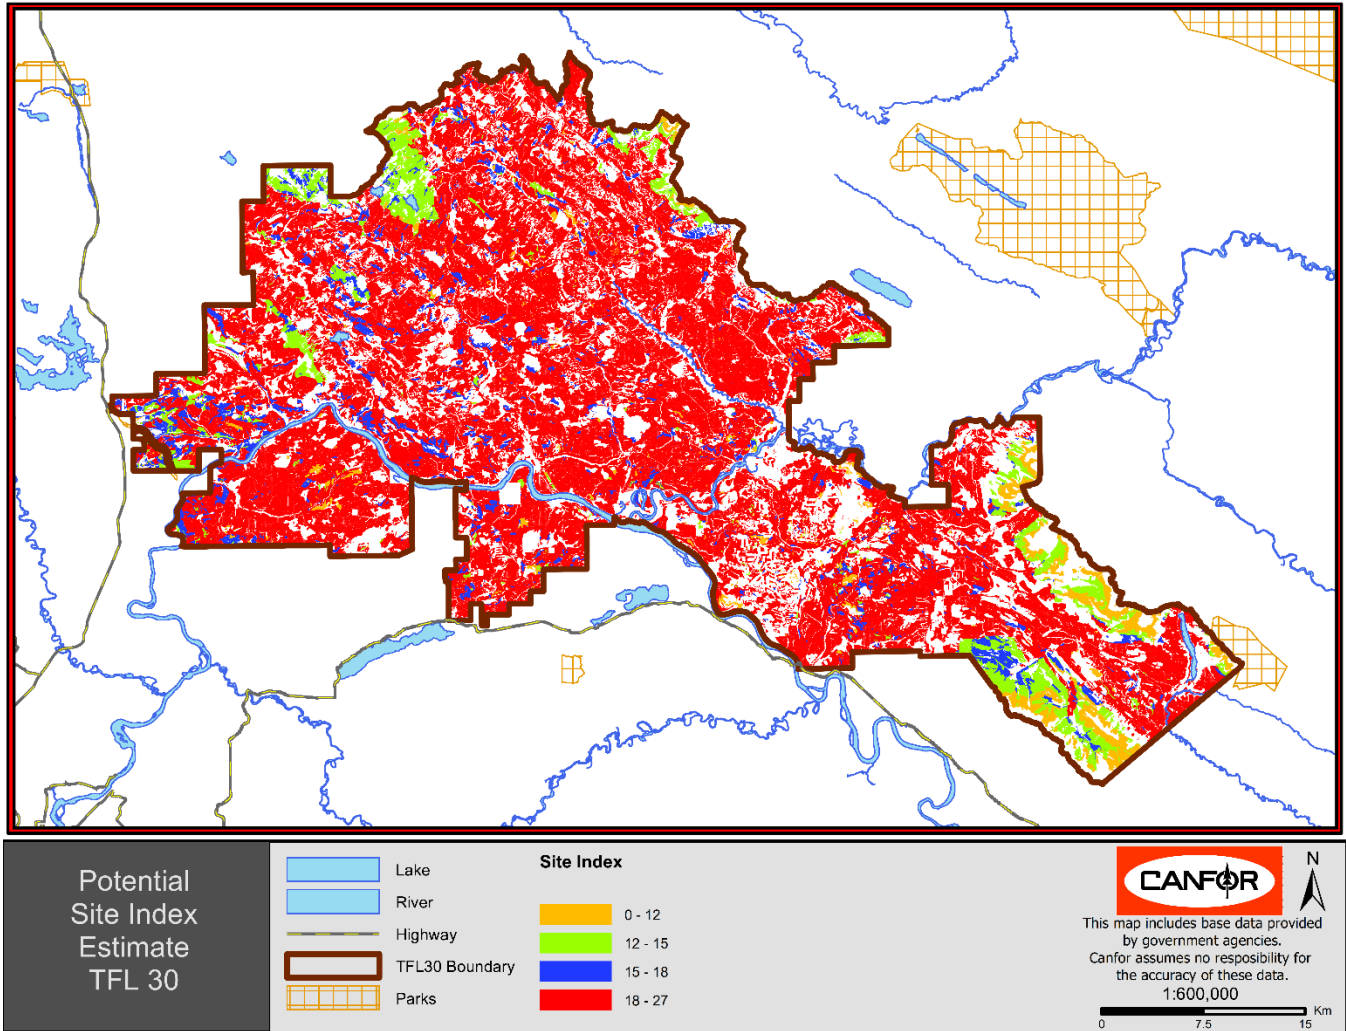 Potential
Site Index
Estimate
TFL 30
Lake
River
Highway
TFL30 Boundary
Parks
Site Index
0 - 12
12 - 15
15 - 18
18 - 27
CANFOR
N
This map includes base data provided
by government agencies.
Canfor assumes no resposibility for
the accuracy of these data.
1:600,000
Km
0 7.5 15